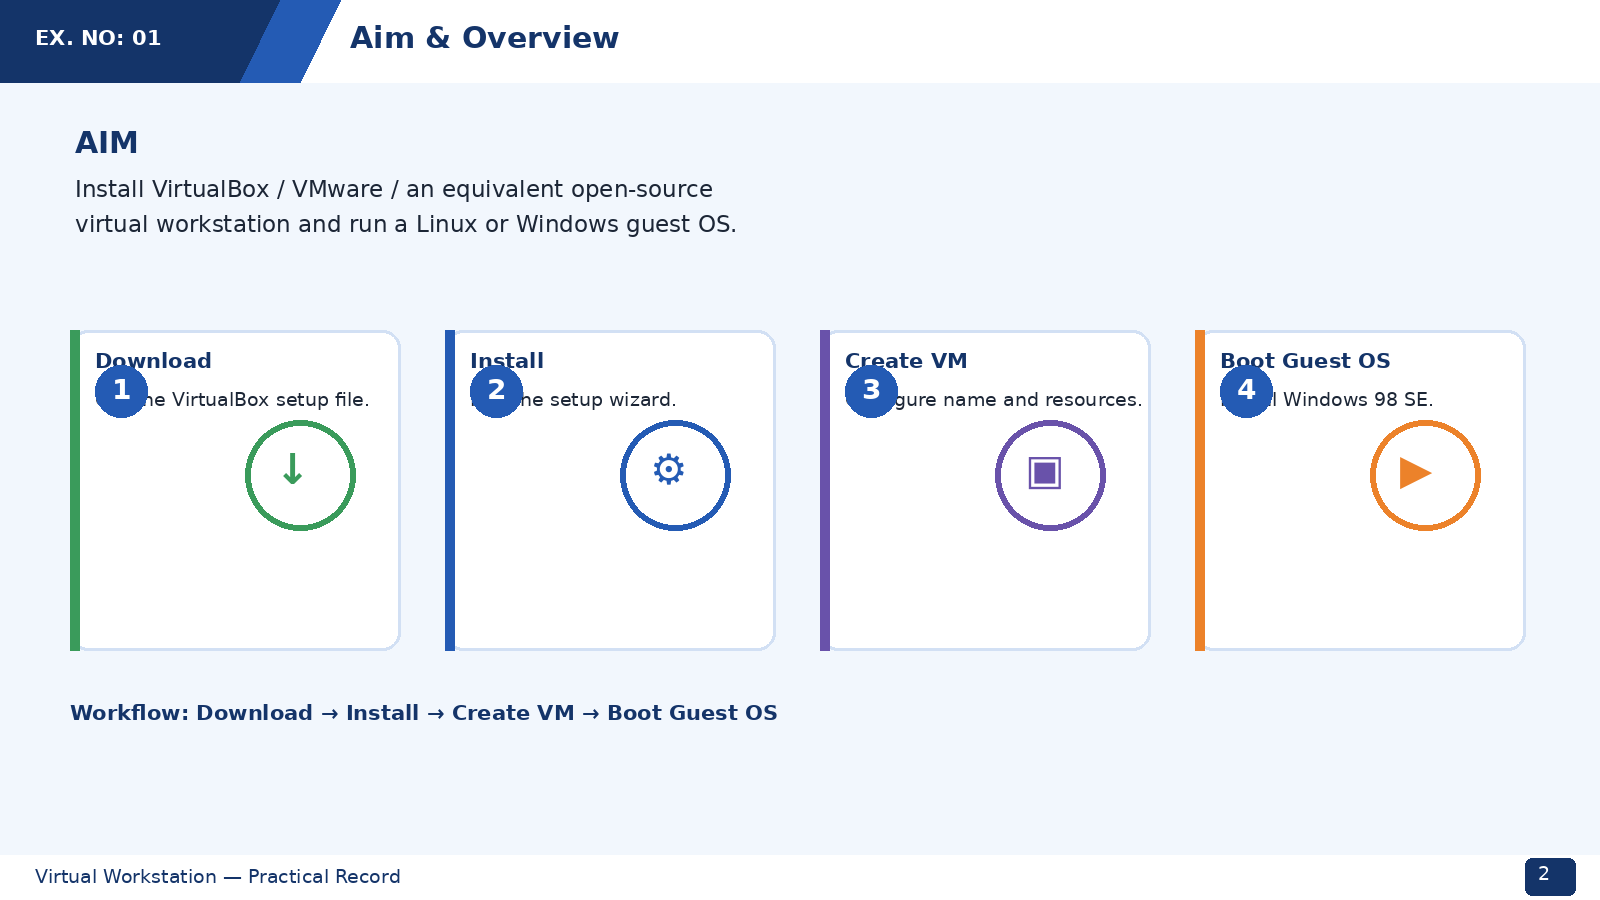 EX. NO: 01
Aim & Overview
AIM
Install VirtualBox / VMware / an equivalent open-source
virtual workstation and run a Linux or Windows guest OS.
Download
1
VirtualBox setup file.
Install
2
setup wizard.
Create VM
3
name and resources.
Boot Guest OS
4
Windows 98 SE.
Workflow: Download → Install → Create VM → Boot Guest OS
Virtual Workstation — Practical Record
2